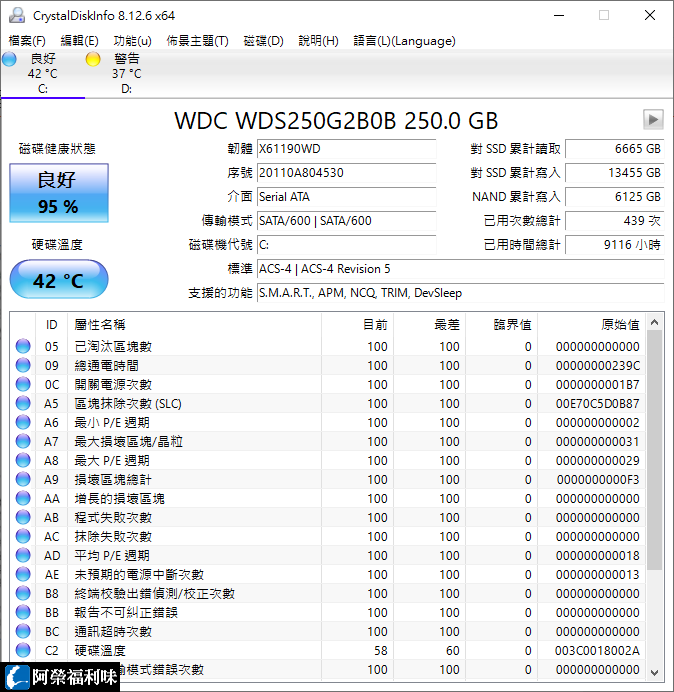 CrystalDiskInfo 8.12.6 x64
檔案(F) 編輯(E) 功能(u) 佈景主題(T) 磁碟(D) 說明(H) 語言(L)(Language)
良好 警告
42 °C 37 °C
C: D:
WDC WDS250G2B0B 250.0 GB
磁碟健康狀態 韌體 X61190WD 對 SSD 累計讀取 6665 GB
良好 95 % 序號 20110A804530 對 SSD 累計寫入 13455 GB
介面 Serial ATA NAND 累計寫入 6125 GB
傳輸模式 SATA/600 | SATA/600 已用次數總計 439 次
硬碟溫度 磁碟機代號 C: 已用時間總計 9116 小時
42 °C 標準 ACS-4 | ACS-4 Revision 5
支援的功能 S.M.A.R.T., APM, NCQ, TRIM, DevSleep
ID 屬性名稱 目前 最差 臨界值 原始值
05 已淘汰區塊數 100 100 0 000000000000
09 總通電時間 100 100 0 00000000239C
0C 開關電源次數 100 100 0 0000000001B7
A5 區塊抹除次數 (SLC) 100 100 0 00E70C5D0B87
A6 最小 P/E 週期 100 100 0 000000000002
A7 最大損壞區塊/晶粒 100 100 0 000000000031
A8 最大 P/E 週期 100 100 0 000000000029
A9 損壞區塊總計 100 100 0 0000000000F3
AA 增長的損壞區塊 100 100 0 000000000000
AB 程式失敗次數 100 100 0 000000000000
AC 抹除失敗次數 100 100 0 000000000000
AD 平均 P/E 週期 100 100 0 000000000018
AE 未預期的電源中斷次數 100 100 0 000000000013
B8 終端校驗出錯偵測/校正次數 100 100 0 000000000000
BB 報告不可糾正錯誤 100 100 0 000000000000
BC 通訊超時次數 100 100 0 000000000000
C2 硬碟溫度 58 60 0 003C0018002A
輸模式錯誤次數 100 100 0 000000000000
阿榮福利味